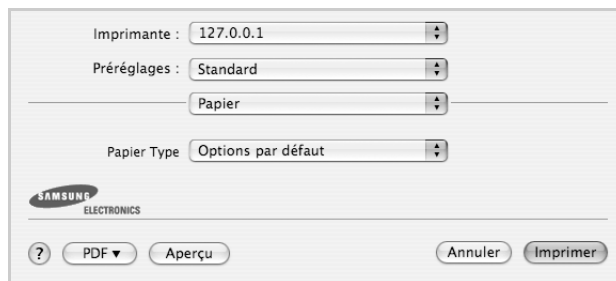 Imprimante : 127.0.0.1
Préréglages : Standard
Papier
Papier Type Options par défaut
SAMSUNG
ELECTRONICS
? PDF ▼ Aperçu Annuler Imprimer